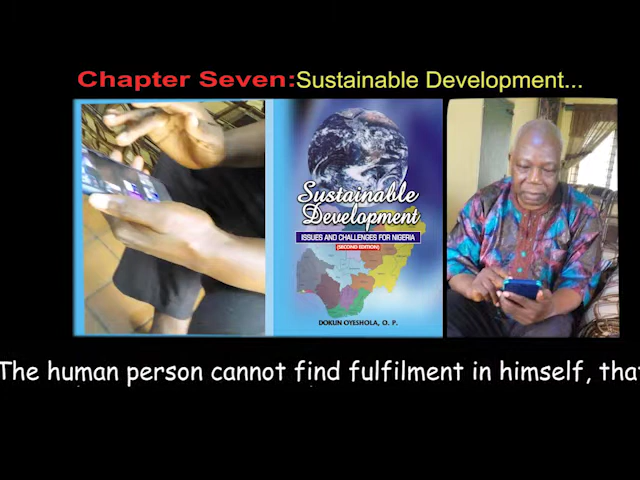 Chapter Seven:Sustainable Development...
Sustainable
Development
ISSUES AND CHALLENGES FOR NIGERIA
(SECOND EDITION)
DOKUN OYESHOLA, O. P.
The human person cannot find fulfilment in himself, that